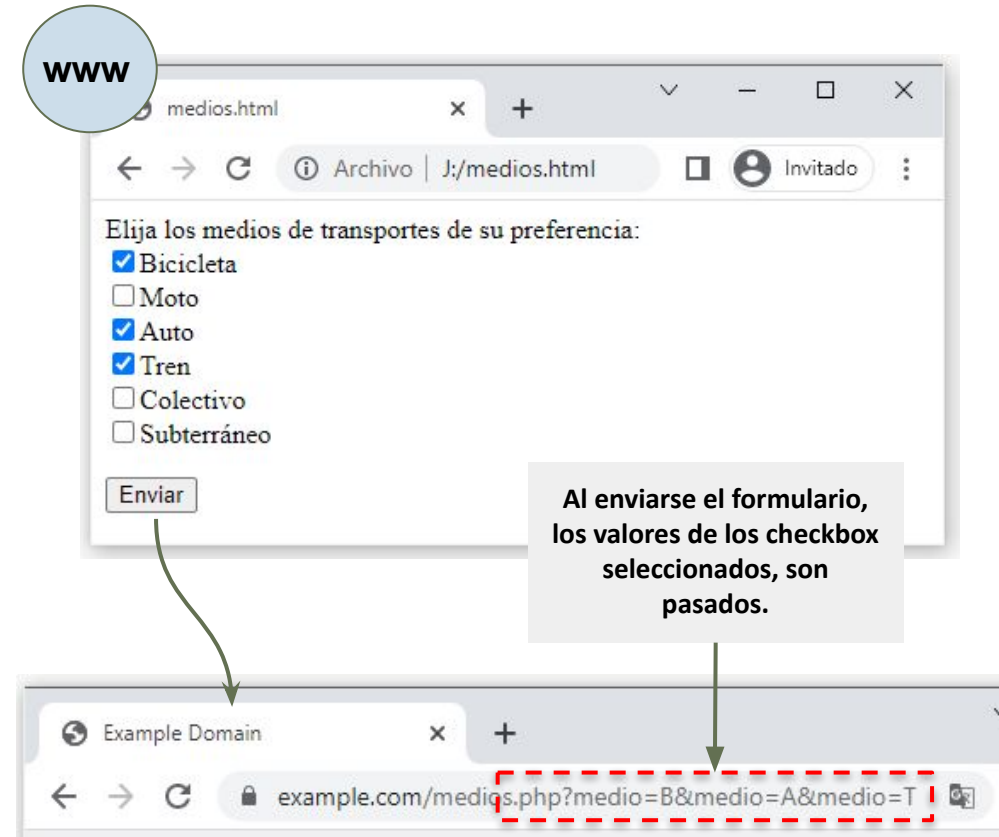 www
medios.html
Archivo | J:/medios.html
Invitado
Elija los medios de transportes de su preferencia:
Bicicleta
Moto
Auto
Tren
Colectivo
Subterráneo
Enviar
Al enviarse el formulario,
los valores de los checkbox
seleccionados, son
pasados.
Example Domain
example.com/medios.php?medio=B&medio=A&medio=T